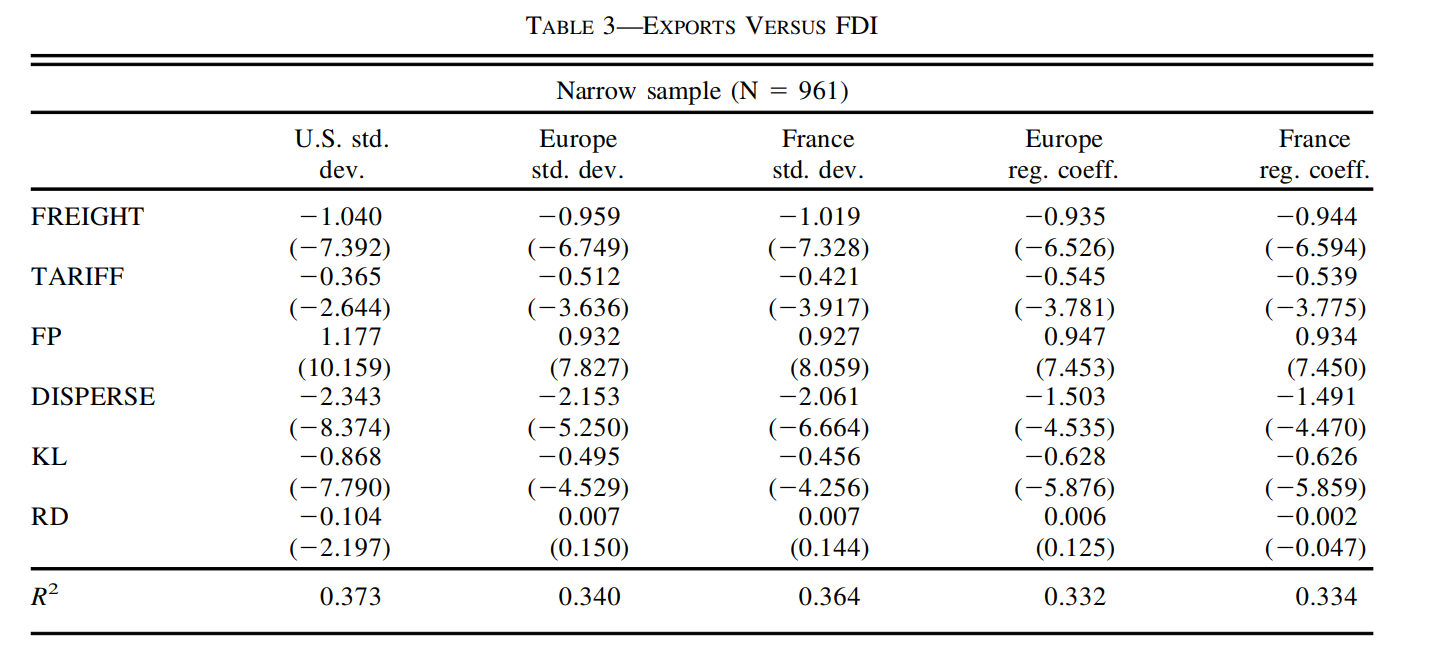 TABLE 3—EXPORTS VERSUS FDI
Narrow sample (N = 961)
U.S. std. Europe France Europe France
dev. std. dev. std. dev. reg. coeff. reg. coeff.
FREIGHT −1.040 −0.959 −1.019 −0.935 −0.944
(−7.392) (−6.749) (−7.328) (−6.526) (−6.594)
TARIFF −0.365 −0.512 −0.421 −0.545 −0.539
(−2.644) (−3.636) (−3.917) (−3.781) (−3.775)
FP 1.177 0.932 0.927 0.947 0.934
(10.159) (7.827) (8.059) (7.453) (7.450)
DISPERSE −2.343 −2.153 −2.061 −1.503 −1.491
(−8.374) (−5.250) (−6.664) (−4.535) (−4.470)
KL −0.868 −0.495 −0.456 −0.628 −0.626
(−7.790) (−4.529) (−4.256) (−5.876) (−5.859)
RD −0.104 0.007 0.007 0.006 −0.002
(−2.197) (0.150) (0.144) (0.125) (−0.047)
R² 0.373 0.340 0.364 0.332 0.334